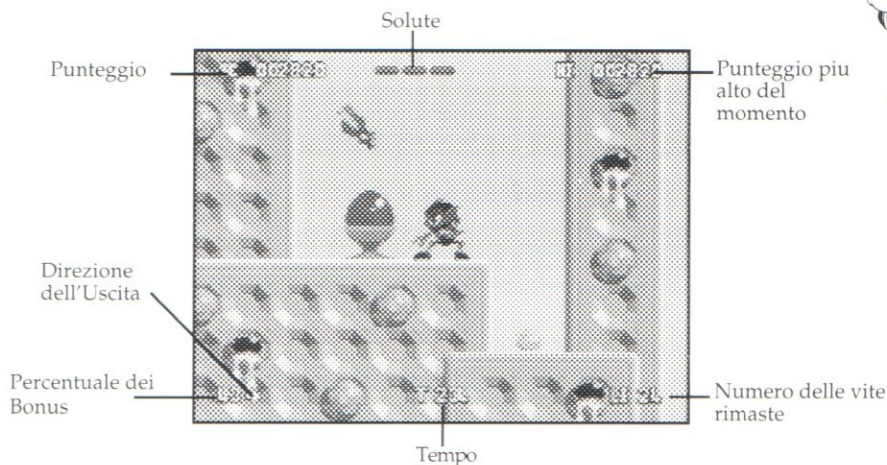 Solute
Punteggio
Punteggio piu
alto del
momento
Direzione
dell'Uscita
Percentuale dei
Bonus
Numero delle vite
rimaste
Tempo